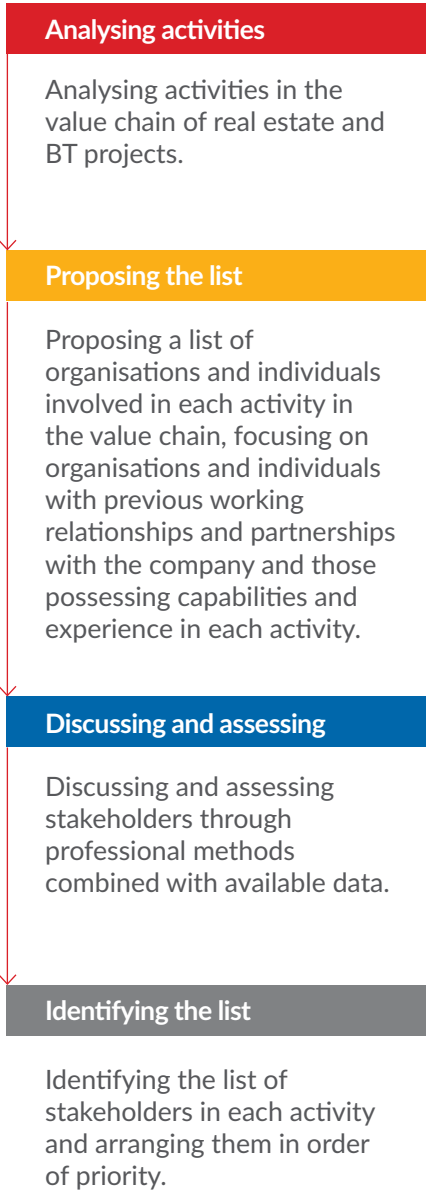 Analysing activities
Analysing activities in the
value chain of real estate and
BT projects.
Proposing the list
Proposing a list of
organisations and individuals
involved in each activity in
the value chain, focusing on
organisations and individuals
with previous working
relationships and partnerships
with the company and those
possessing capabilities and
experience in each activity.
Discussing and assessing
Discussing and assessing
stakeholders through
professional methods
combined with available data.
Identifying the list
Identifying the list of
stakeholders in each activity
and arranging them in order
of priority.